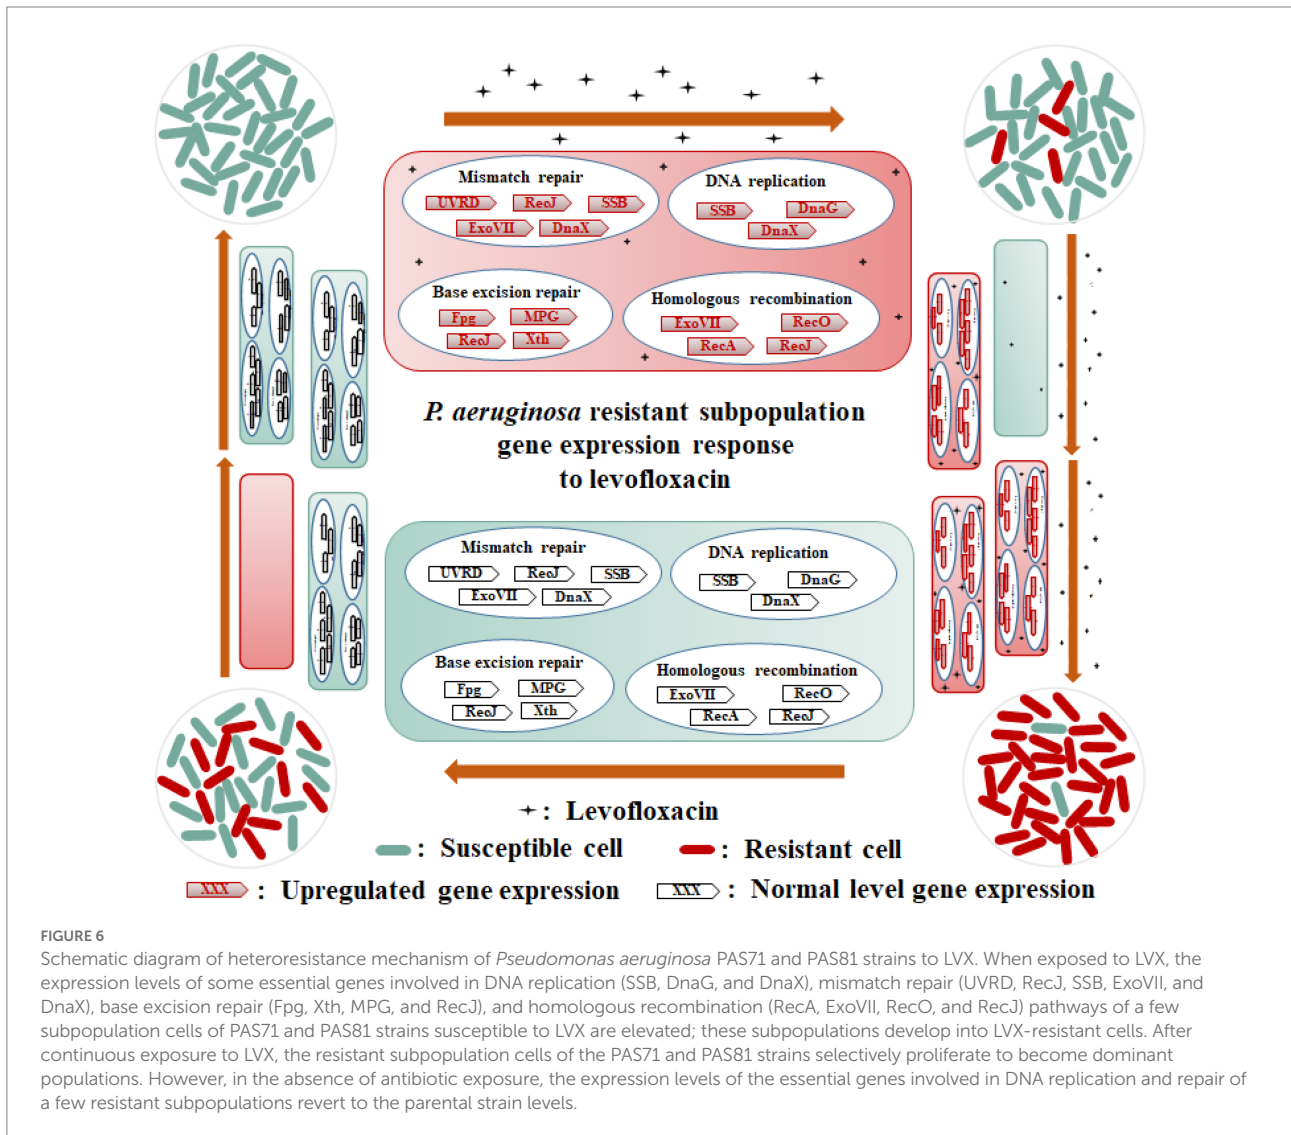 Mismatch repair
UVRD RecJ SSB
ExoVII DnaX
DNA replication
SSB DnaG
DnaX
Base excision repair
Fpg MPG
RecJ Xth
Homologous recombination
ExoVII RecO
RecA RecJ
P. aeruginosa resistant subpopulation
gene expression response
to levofloxacin
Mismatch repair
UVRD RecJ SSB
ExoVII DnaX
DNA replication
SSB DnaG
DnaX
Base excision repair
Fpg MPG
RecJ Xth
Homologous recombination
ExoVII RecO
RecA RecJ
: Levofloxacin
: Susceptible cell : Resistant cell
XXX : Upregulated gene expression XXX : Normal level gene expression
FIGURE 6
Schematic diagram of heteroresistance mechanism of Pseudomonas aeruginosa PAS71 and PAS81 strains to LVX. When exposed to LVX, the
expression levels of some essential genes involved in DNA replication (SSB, DnaG, and DnaX), mismatch repair (UVRD, RecJ, SSB, ExoVII, and
DnaX), base excision repair (Fpg, Xth, MPG, and RecJ), and homologous recombination (RecA, ExoVII, RecO, and RecJ) pathways of a few
subpopulation cells of PAS71 and PAS81 strains susceptible to LVX are elevated; these subpopulations develop into LVX-resistant cells. After
continuous exposure to LVX, the resistant subpopulation cells of the PAS71 and PAS81 strains selectively proliferate to become dominant
populations. However, in the absence of antibiotic exposure, the expression levels of the essential genes involved in DNA replication and repair of
a few resistant subpopulations revert to the parental strain levels.